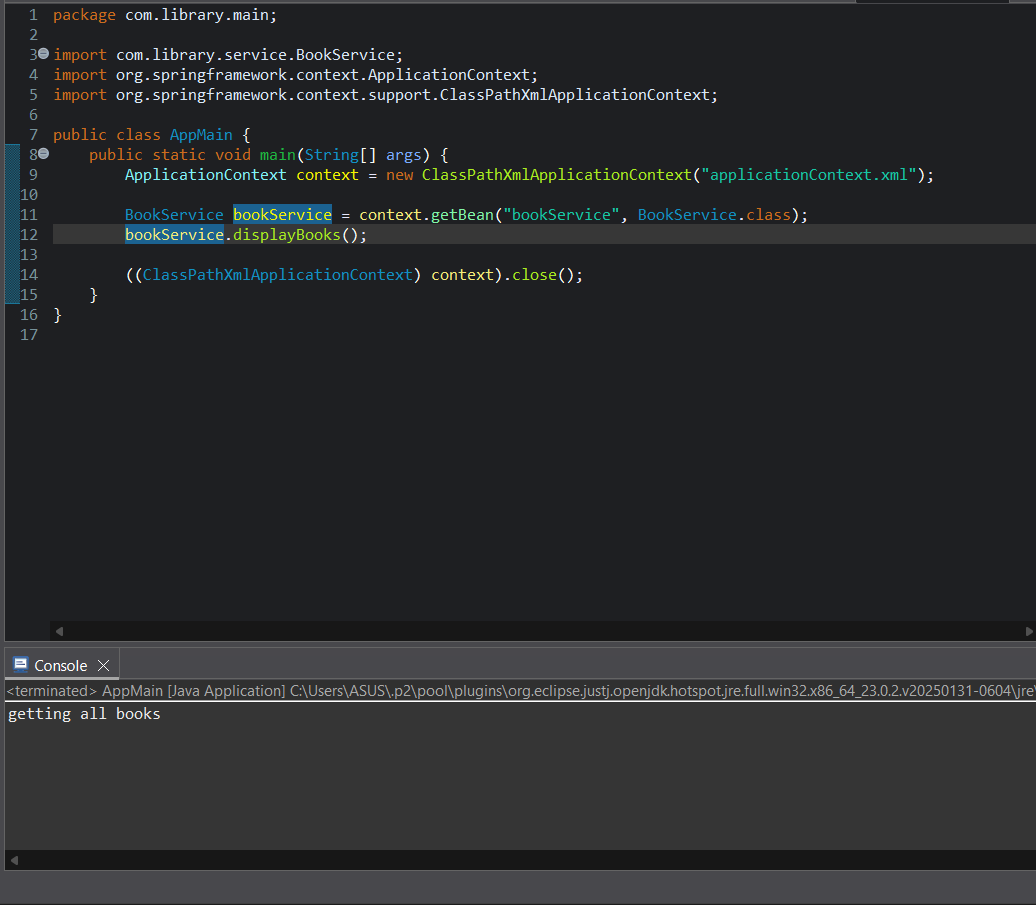 1 package com.library.main;
2
3 import com.library.service.BookService;
4 import org.springframework.context.ApplicationContext;
5 import org.springframework.context.support.ClassPathXmlApplicationContext;
6
7 public class AppMain {
8 public static void main(String[] args) {
9 ApplicationContext context = new ClassPathXmlApplicationContext("applicationContext.xml");
10
11 BookService bookService = context.getBean("bookService", BookService.class);
12 bookService.displayBooks();
13
14 ((ClassPathXmlApplicationContext) context).close();
15 }
16 }
17
Console
<terminated> AppMain [Java Application] C:\Users\ASUS\.p2\pool\plugins\org.eclipse.justj.openjdk.hotspot.jre.full.win32.x86_64_23.0.2.v20250131-0604\jre\
getting all books